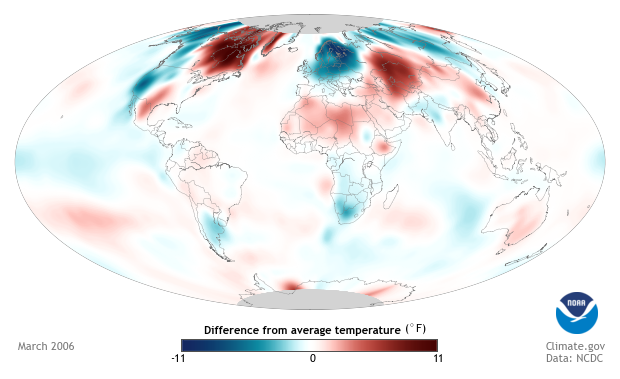 NOAA
Difference from average temperature (°F)
-11 0 11
March 2006
Climate.gov
Data: NCDC